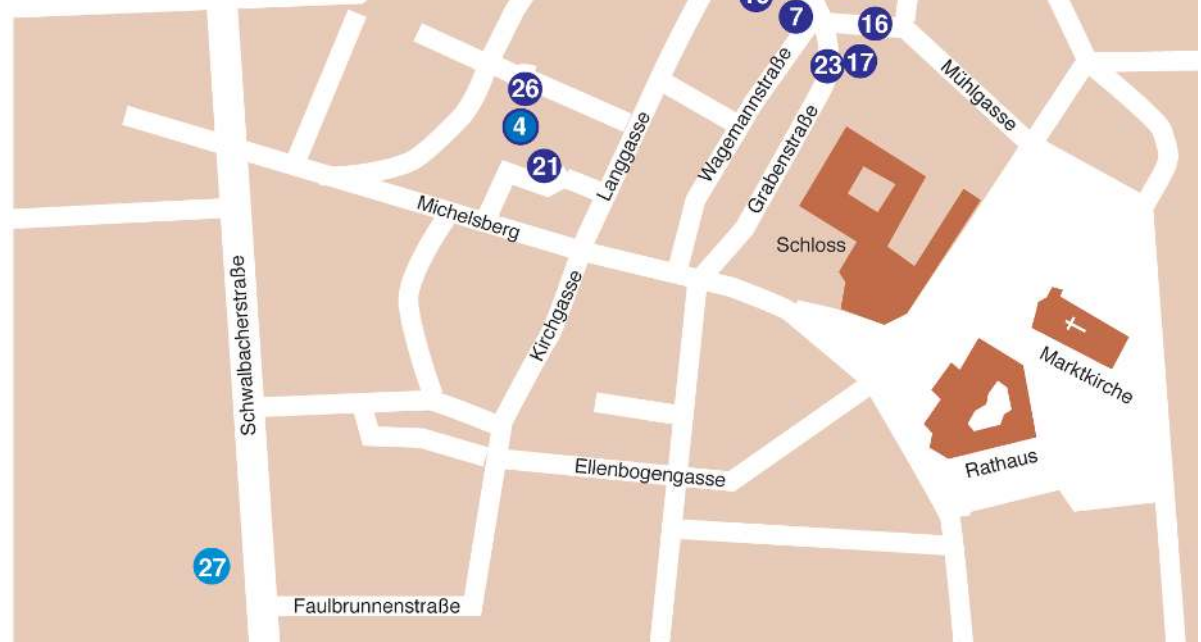 7
16
23
17
26
4
21
Mühlgasse
Wagemannstraße
Langgasse
Grabenstraße
Michelsberg
Schloss
Schwalbacherstraße
Kirchgasse
Marktkirche
Rathaus
Ellenbogengasse
27
Faulbrunnenstraße